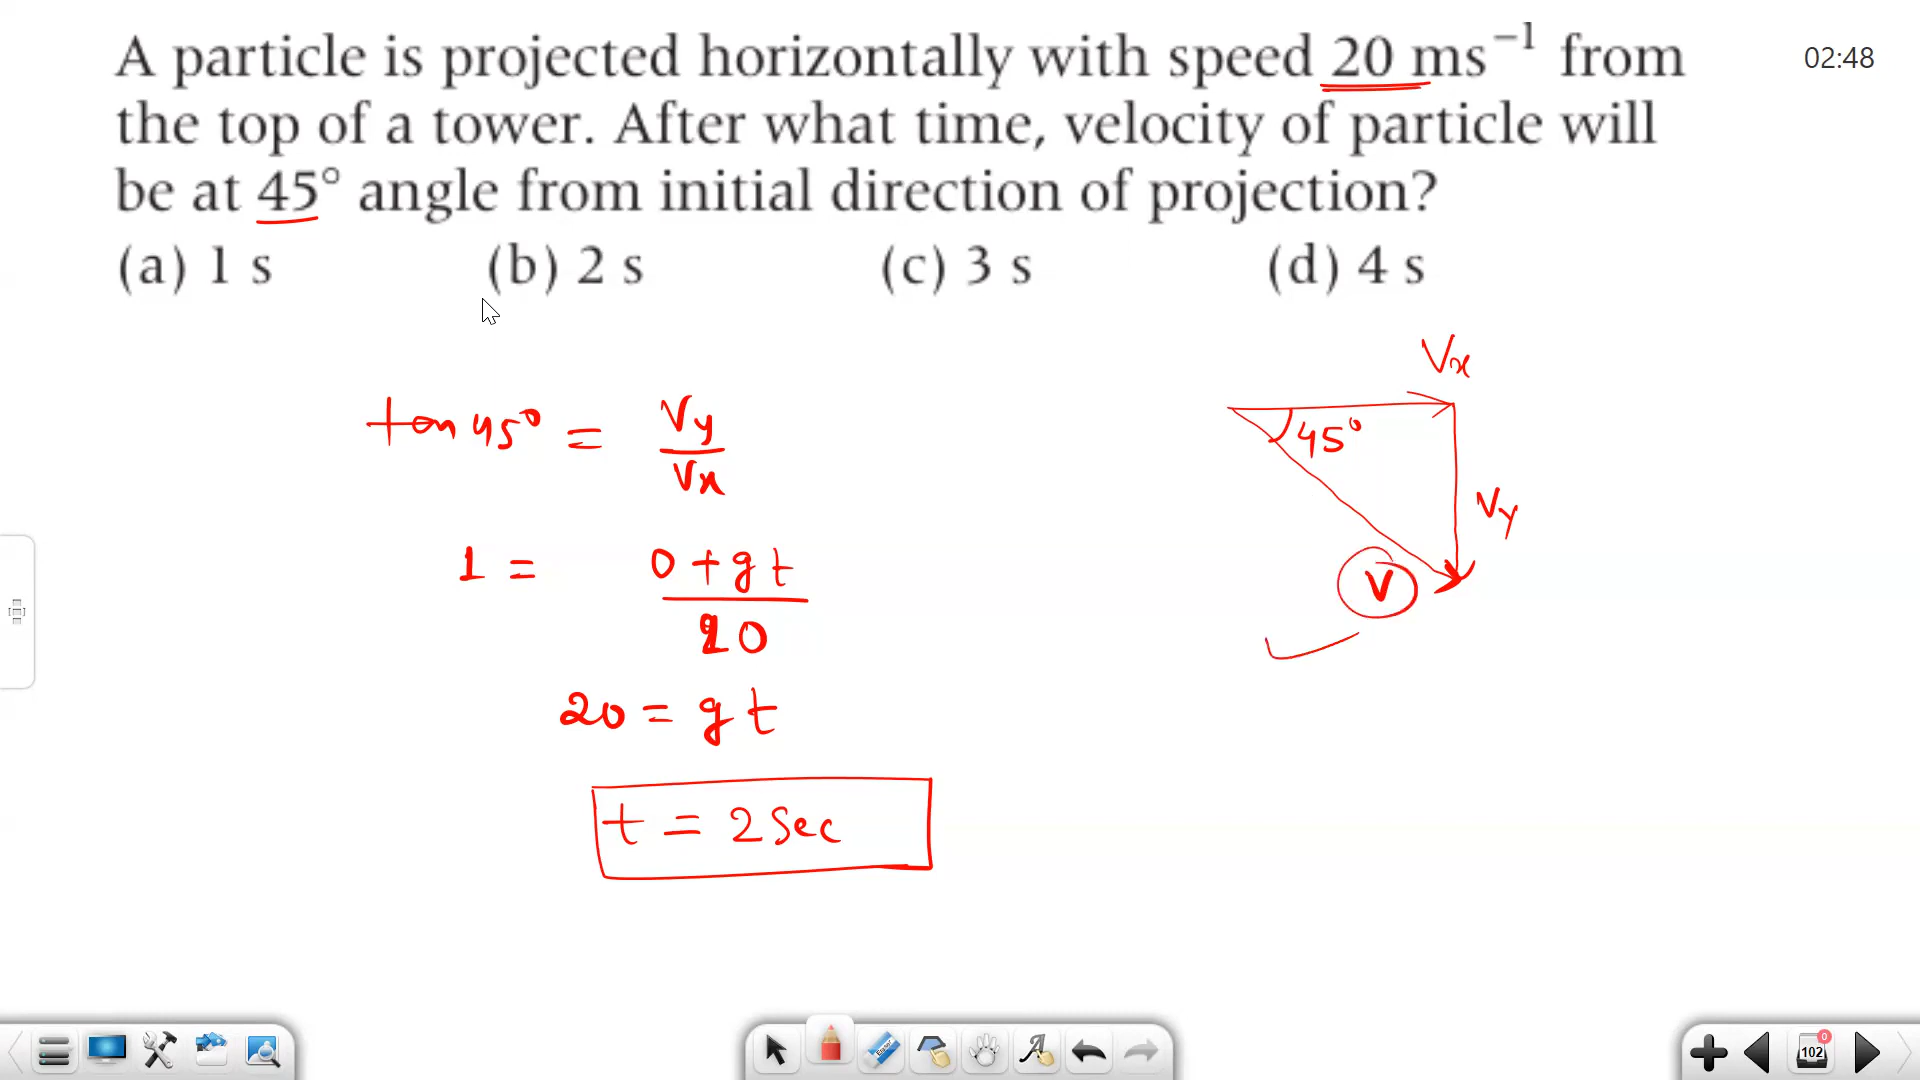 A particle is projected horizontally with speed 20 ms⁻¹ from
the top of a tower. After what time, velocity of particle will
be at 45° angle from initial direction of projection?
(a) 1 s (b) 2 s (c) 3 s (d) 4 s
02:48
tan 45° = Vy / Vx
1 = 0 + gt / 20
20 = gt
t = 2 Sec
Vx
45°
Vy
V
Eraser
A
102
0